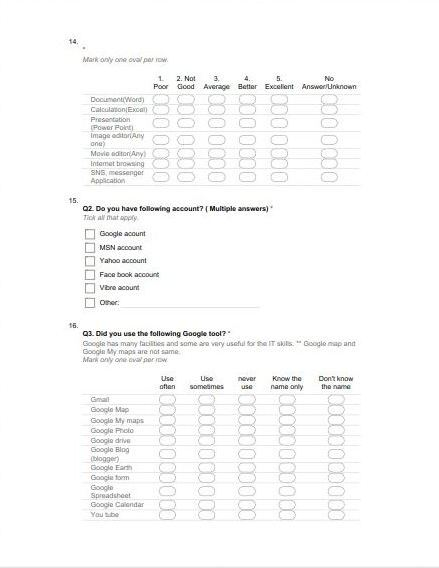 14.
*
Mark only one oval per row.
1. 2. Not 3. 4. 5. No
Poor Good Average Better Excellent Answer/Unknown
Document(Word)
Calculation(Excel)
Presentation
(Power Point)
Image editor(Any
one)
Movie editor(Any)
Internet browsing
SNS, messenger
Application
15.
Q2. Do you have following account? ( Multiple answers) *
Tick all that apply.
Google acount
MSN account
Yahoo account
Face book account
Vibre acount
Other:
16.
Q3. Did you use the following Google tool? *
Google has many facilities and some are very useful for the IT skills. ** Google map and
Google My maps are not same.
Mark only one oval per row.
Use Use never Know the Don't know
often sometimes use name only the name
Gmail
Google Map
Google My maps
Google Photo
Google drive
Google Blog
(blogger)
Google Earth
Google form
Google
Spreadsheet
Google Calendar
You tube